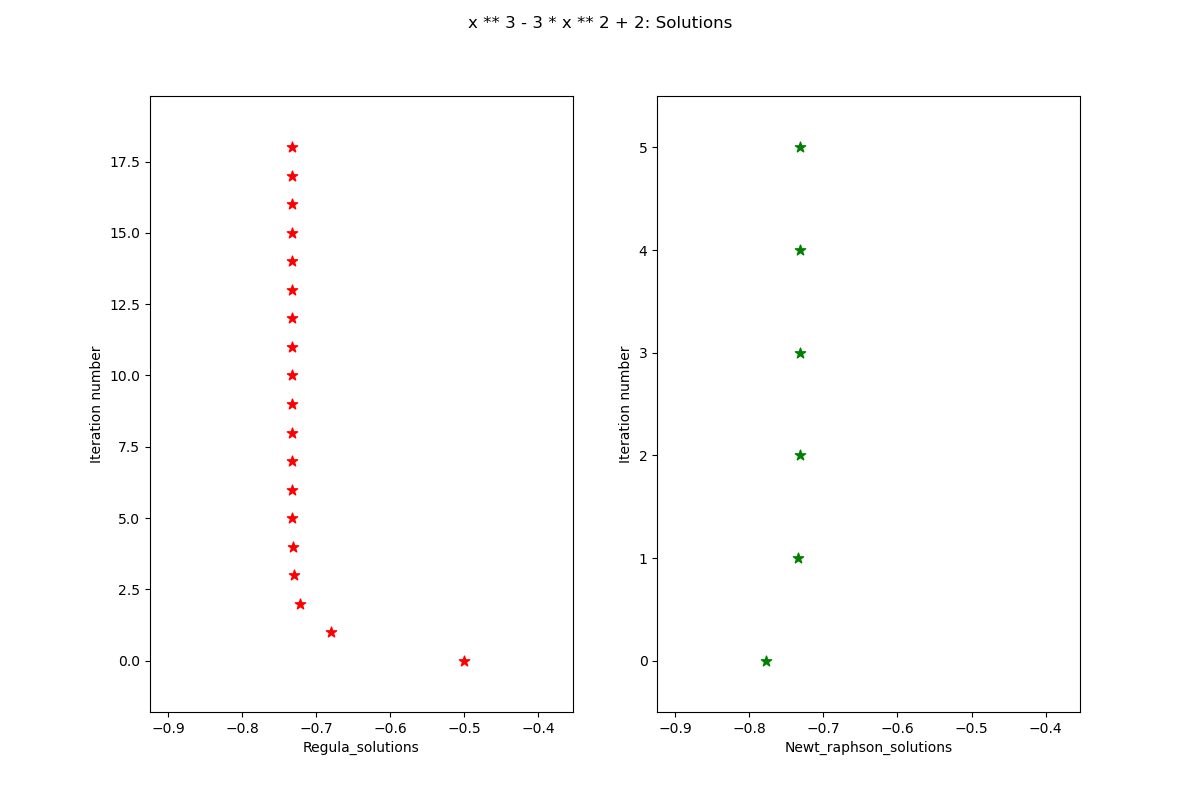 x ** 3 - 3 * x ** 2 + 2: Solutions
17.5
15.0
12.5
10.0
7.5
5.0
2.5
0.0
Iteration number
−0.9 −0.8 −0.7 −0.6 −0.5 −0.4
Regula_solutions
5
4
3
2
1
0
Iteration number
−0.9 −0.8 −0.7 −0.6 −0.5 −0.4
Newt_raphson_solutions